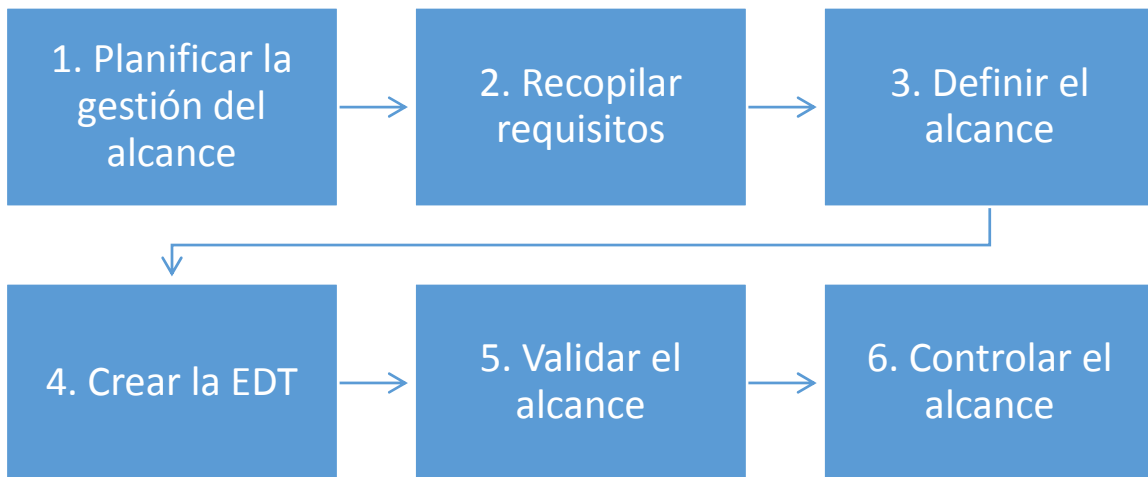 1. Planificar la
gestión del
alcance
2. Recopilar
requisitos
3. Definir el
alcance
4. Crear la EDT
5. Validar el
alcance
6. Controlar el
alcance